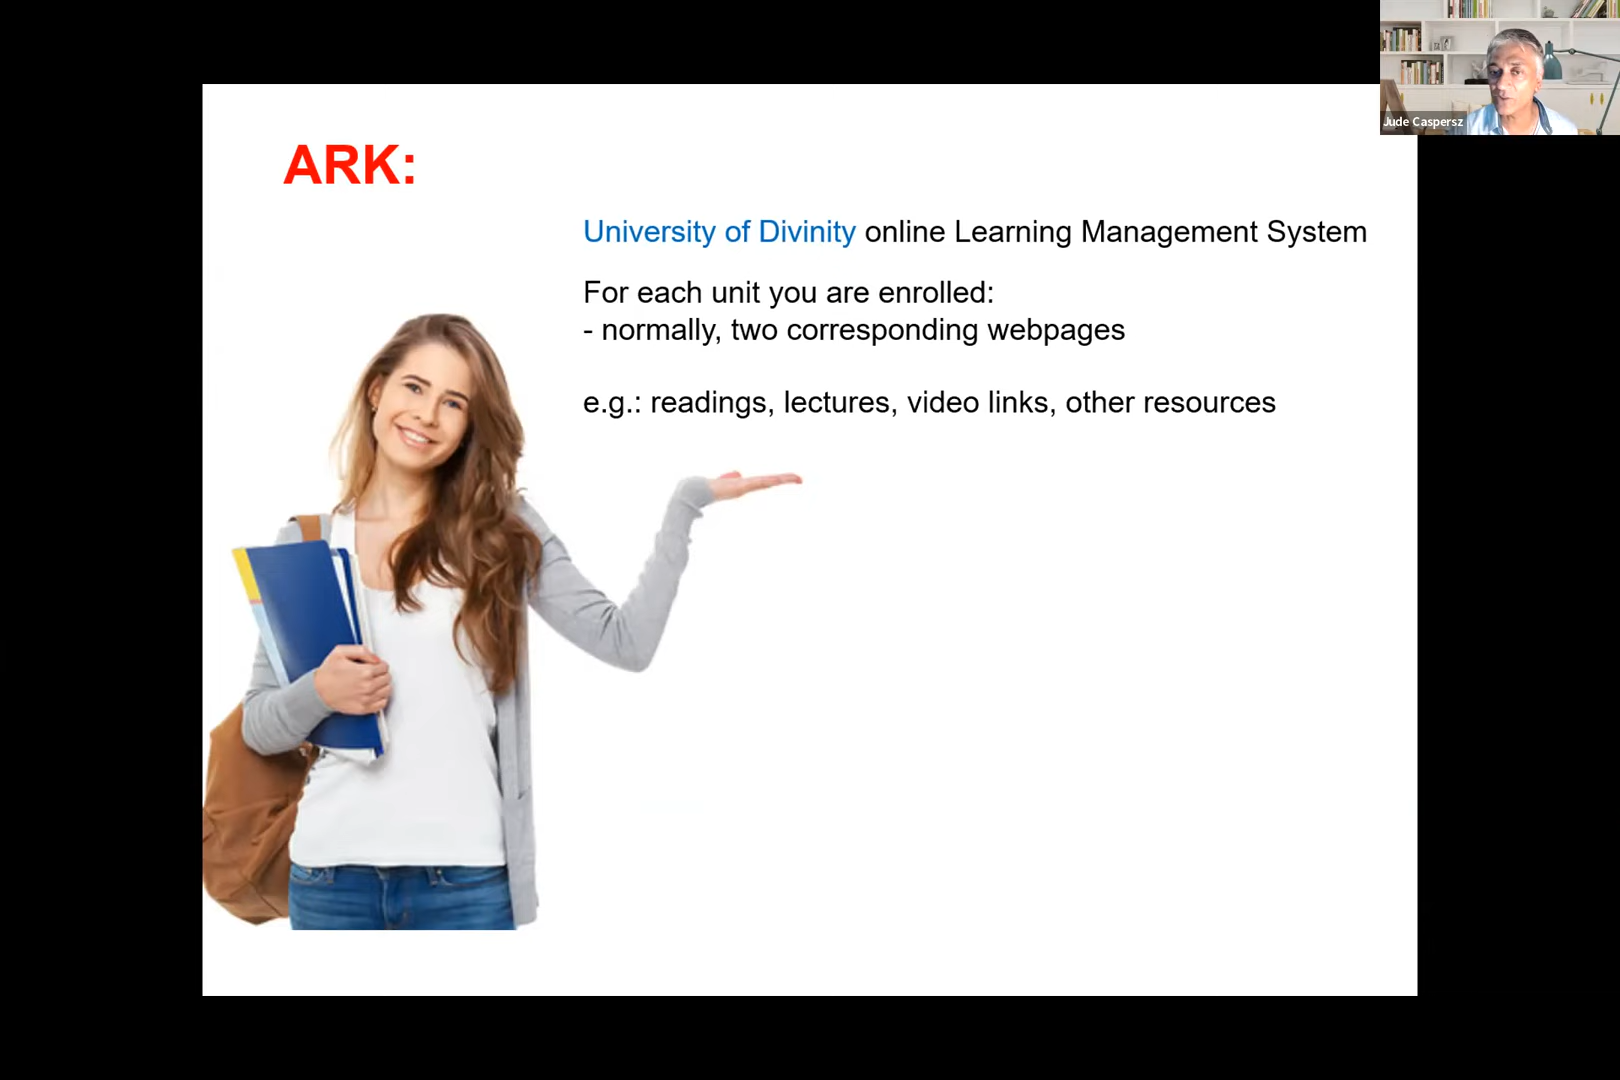 ARK:
University of Divinity online Learning Management System
For each unit you are enrolled:
- normally, two corresponding webpages
e.g.: readings, lectures, video links, other resources
Jude Caspersz